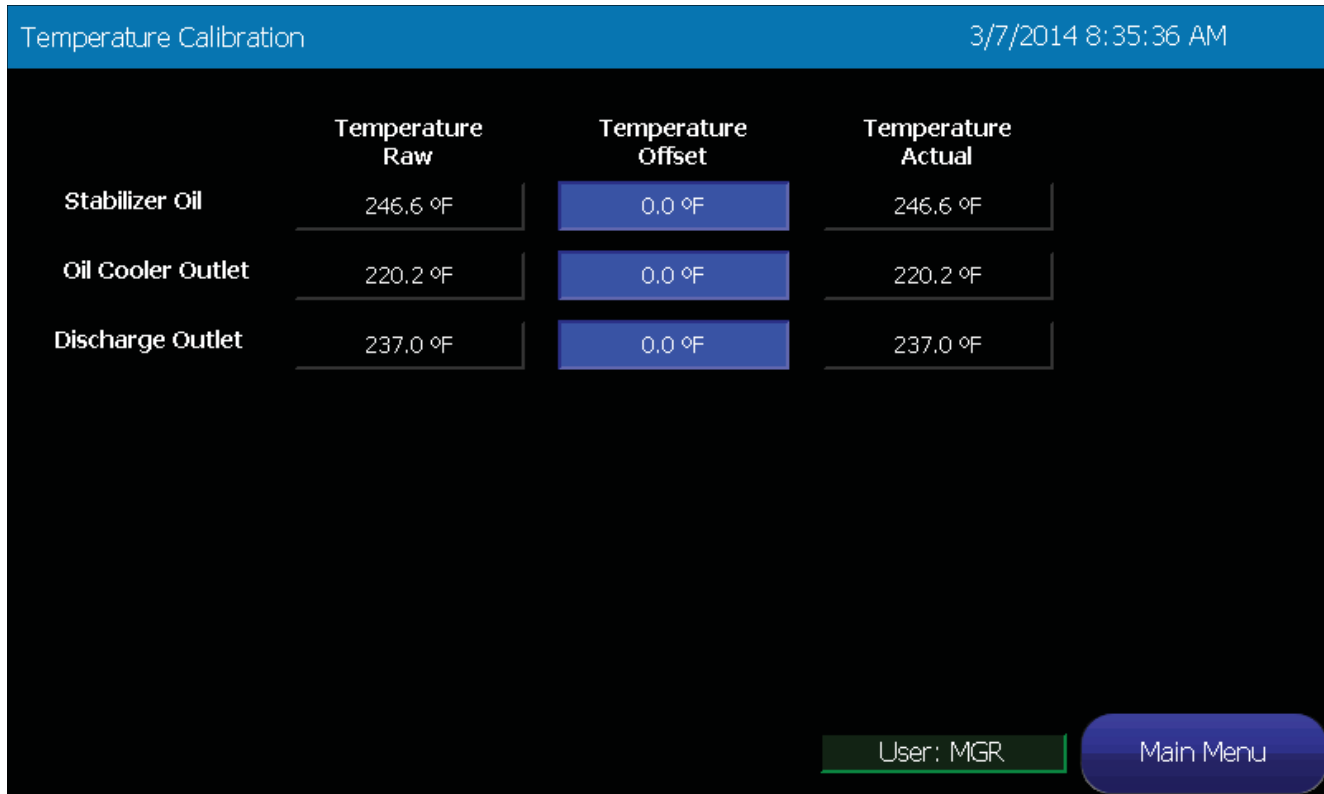 Temperature Calibration 3/7/2014 8:35:36 AM
Temperature Temperature Temperature
Raw Offset Actual
Stabilizer Oil 246.6 ºF 0.0 ºF 246.6 ºF
Oil Cooler Outlet 220.2 ºF 0.0 ºF 220.2 ºF
Discharge Outlet 237.0 ºF 0.0 ºF 237.0 ºF
User: MGR Main Menu